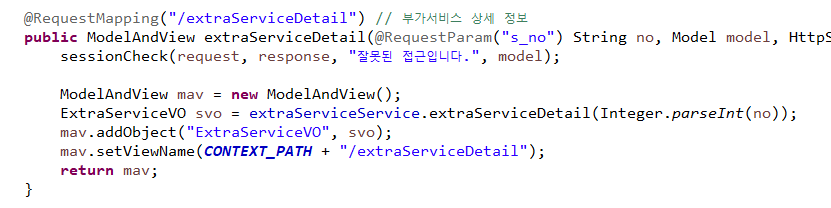 @RequestMapping("/extraServiceDetail") // 부가서비스 상세 정보
public ModelAndView extraServiceDetail(@RequestParam("s_no") String no, Model model, HttpS
sessionCheck(request, response, "잘못된 접근입니다.", model);
ModelAndView mav = new ModelAndView();
ExtraServiceVO svo = extraServiceService.extraServiceDetail(Integer.parseInt(no));
mav.addObject("ExtraServiceVO", svo);
mav.setViewName(CONTEXT_PATH + "/extraServiceDetail");
return mav;
}